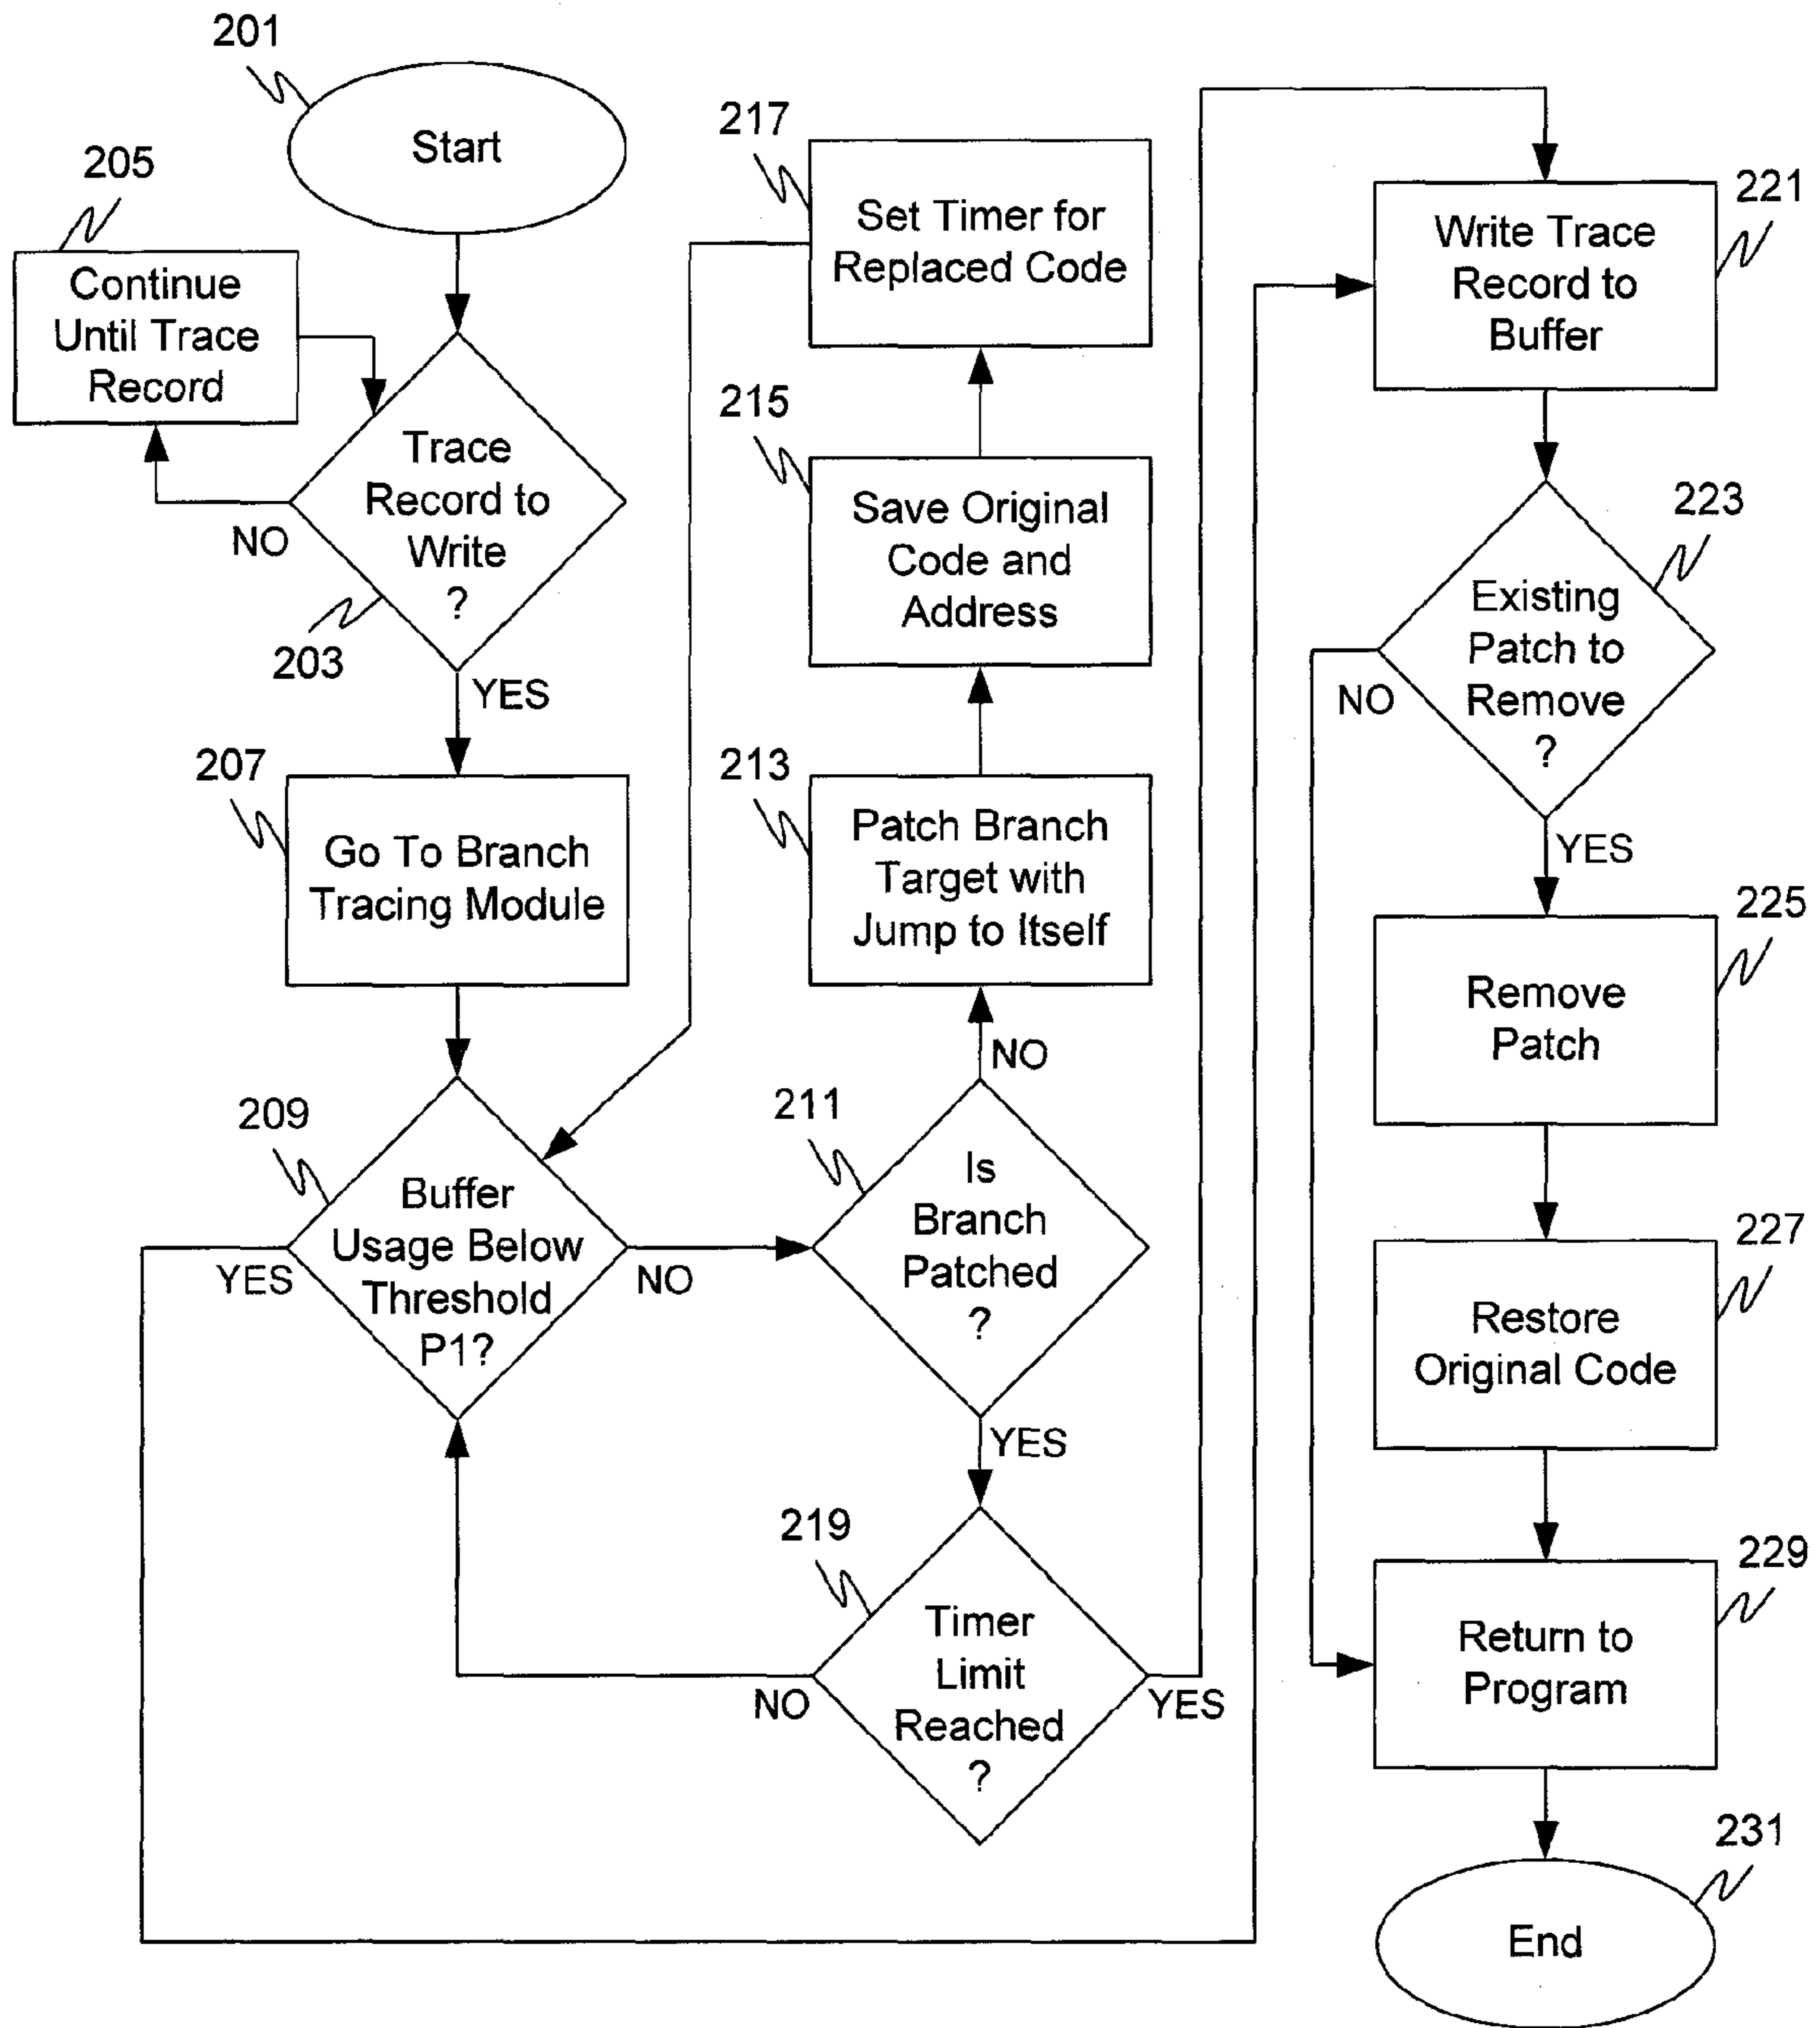 201
Start
205
Continue
Until Trace
Record
Trace
Record to
Write
?
NO
203
YES
207
Go To Branch
Tracing Module
209
Buffer
Usage Below
Threshold
P1?
YES
NO
217
Set Timer for
Replaced Code
215
Save Original
Code and
Address
213
Patch Branch
Target with
Jump to Itself
NO
211
Is
Branch
Patched
?
YES
219
Timer
Limit
Reached
?
NO
YES
221
Write Trace
Record to
Buffer
223
Existing
Patch to
Remove
?
NO
YES
225
Remove
Patch
227
Restore
Original Code
229
Return to
Program
231
End